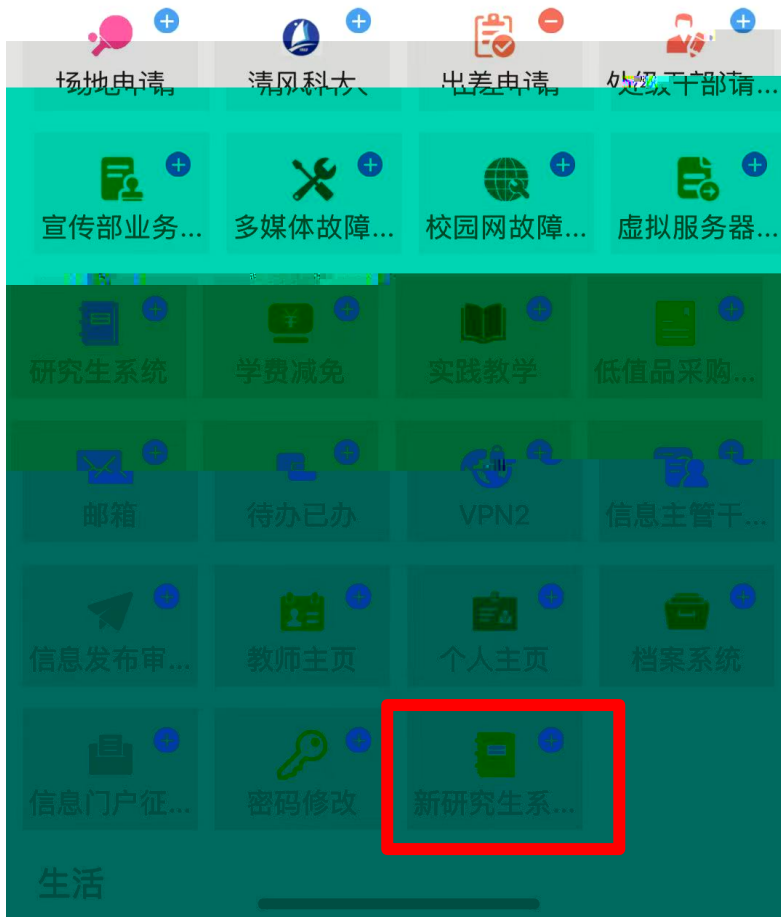 场地申请
清风科大
出差申请
处级干部请...
宣传部业务...
多媒体故障...
校园网故障...
虚拟服务器...
研究生系统
学费减免
实践教学
低值品采购...
邮箱
待办已办
VPN2
信息主管干...
信息发布审...
教师主页
个人主页
档案系统
信息门户征...
密码修改
新研究生系...
生活